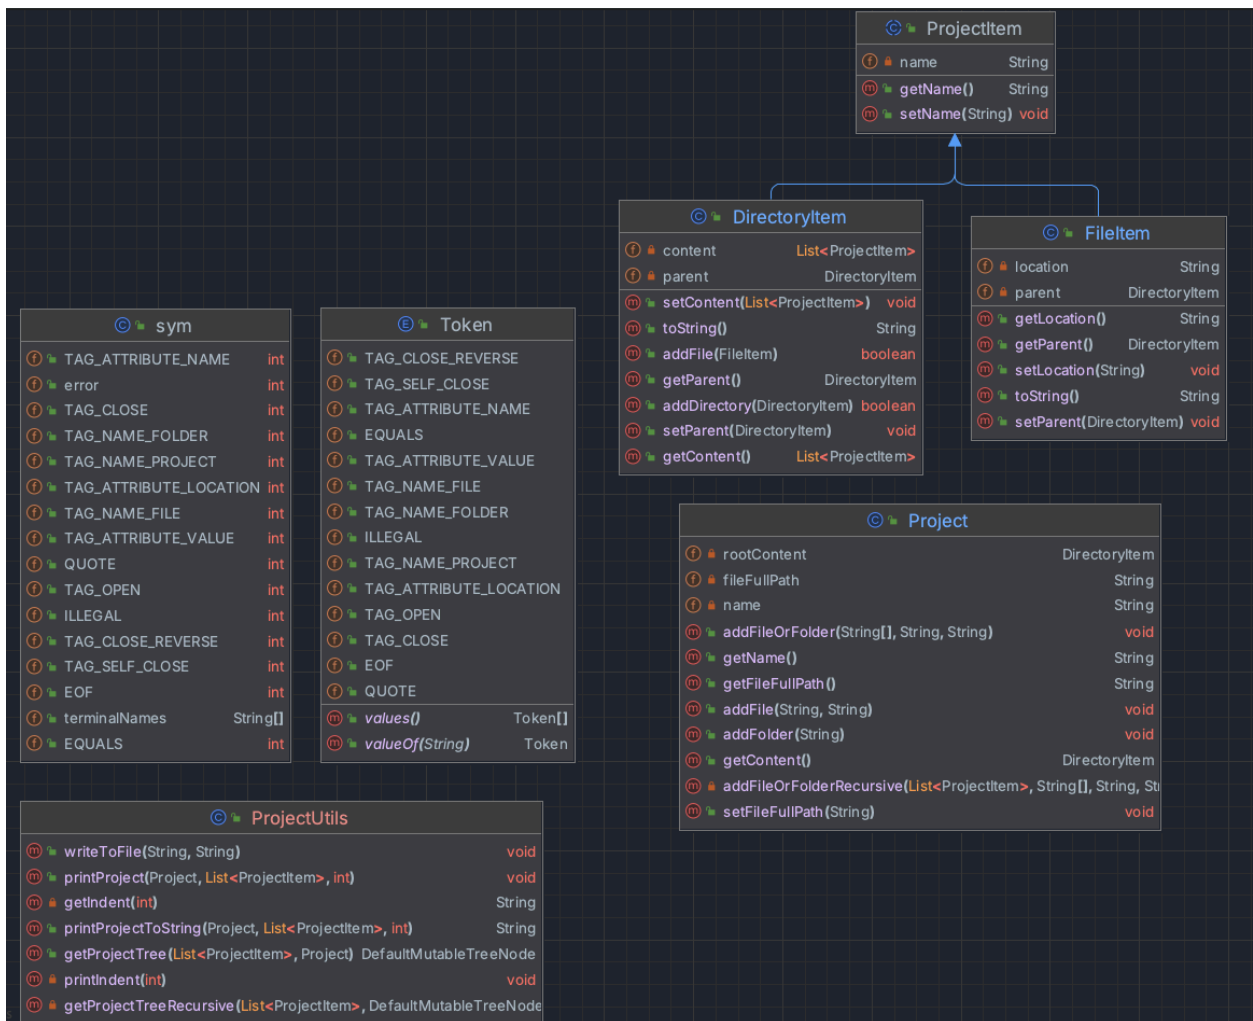 ProjectItem
name String
getName() String
setName(String) void
DirectoryItem
content List<ProjectItem>
parent DirectoryItem
setContent(List<ProjectItem>) void
toString() String
addFile(FileItem) boolean
getParent() DirectoryItem
addDirectory(DirectoryItem) boolean
setParent(DirectoryItem) void
getContent() List<ProjectItem>
FileItem
location String
parent DirectoryItem
getLocation() String
getParent() DirectoryItem
setLocation(String) void
toString() String
setParent(DirectoryItem) void
sym
TAG_ATTRIBUTE_NAME int
error int
TAG_CLOSE int
TAG_NAME_FOLDER int
TAG_NAME_PROJECT int
TAG_ATTRIBUTE_LOCATION int
TAG_NAME_FILE int
TAG_ATTRIBUTE_VALUE int
QUOTE int
TAG_OPEN int
ILLEGAL int
TAG_CLOSE_REVERSE int
TAG_SELF_CLOSE int
EOF int
terminalNames String[]
EQUALS int
Token
TAG_CLOSE_REVERSE
TAG_SELF_CLOSE
TAG_ATTRIBUTE_NAME
EQUALS
TAG_ATTRIBUTE_VALUE
TAG_NAME_FILE
TAG_NAME_FOLDER
ILLEGAL
TAG_NAME_PROJECT
TAG_ATTRIBUTE_LOCATION
TAG_OPEN
TAG_CLOSE
EOF
QUOTE
values() Token[]
valueOf(String) Token
Project
rootContent DirectoryItem
fileFullPath String
name String
addFileOrFolder(String[], String, String) void
getName() String
getFileFullPath() String
addFile(String, String) void
addFolder(String) void
getContent() DirectoryItem
addFileOrFolderRecursive(List<ProjectItem>, String[], String, Stı
setFileFullPath(String) void
ProjectUtils
writeToFile(String, String) void
printProject(Project, List<ProjectItem>, int) void
getIndent(int) String
printProjectToString(Project, List<ProjectItem>, int) String
getProjectTree(List<ProjectItem>, Project) DefaultMutableTreeNode
printIndent(int) void
getProjectTreeRecursive(List<ProjectItem>, DefaultMutableTreeNode